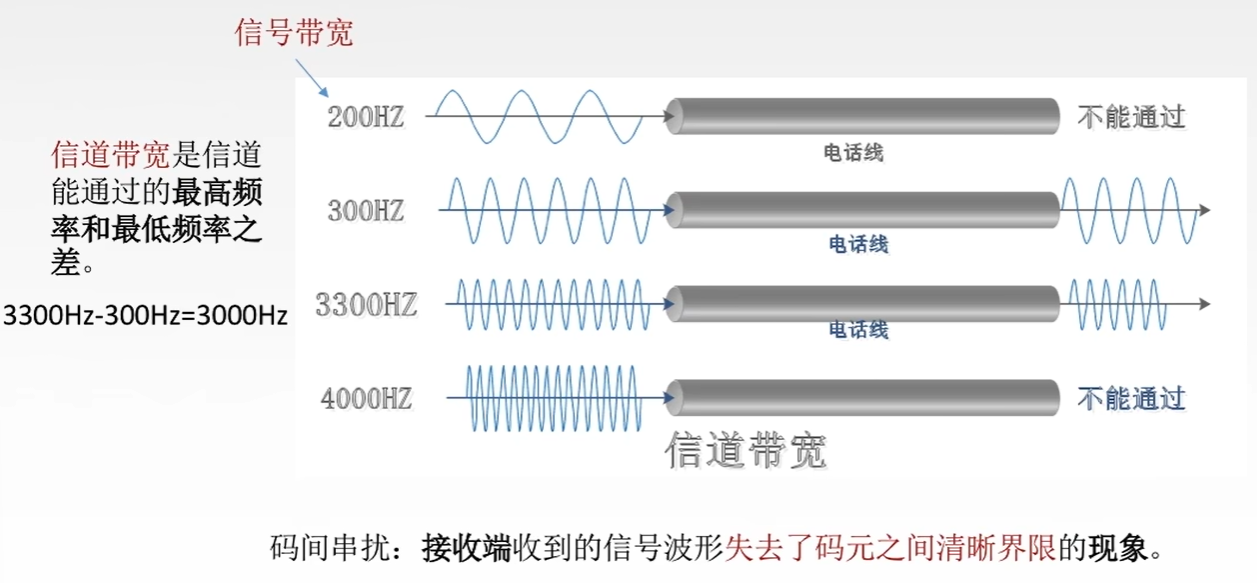 信号带宽
200HZ
不能通过
电话线
信道带宽是信道
能通过的最高频
率和最低频率之
差。
3300Hz-300Hz=3000Hz
300HZ
电话线
3300HZ
电话线
4000HZ
不能通过
信道带宽
码间串扰：接收端收到的信号波形失去了码元之间清晰界限的现象。